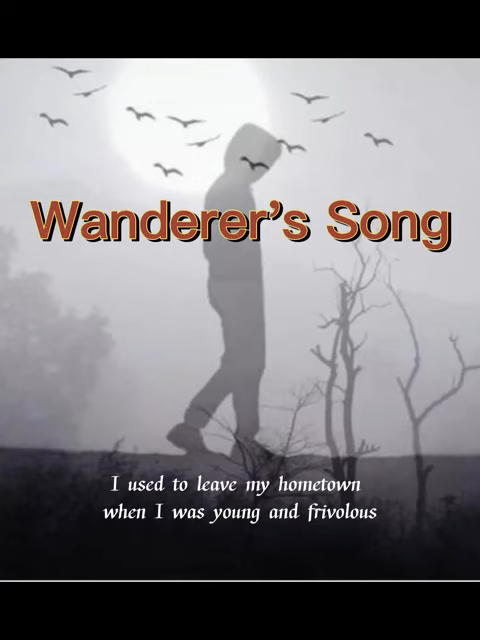 Wanderer's Song
I used to leave my hometown
when I was young and frivolous